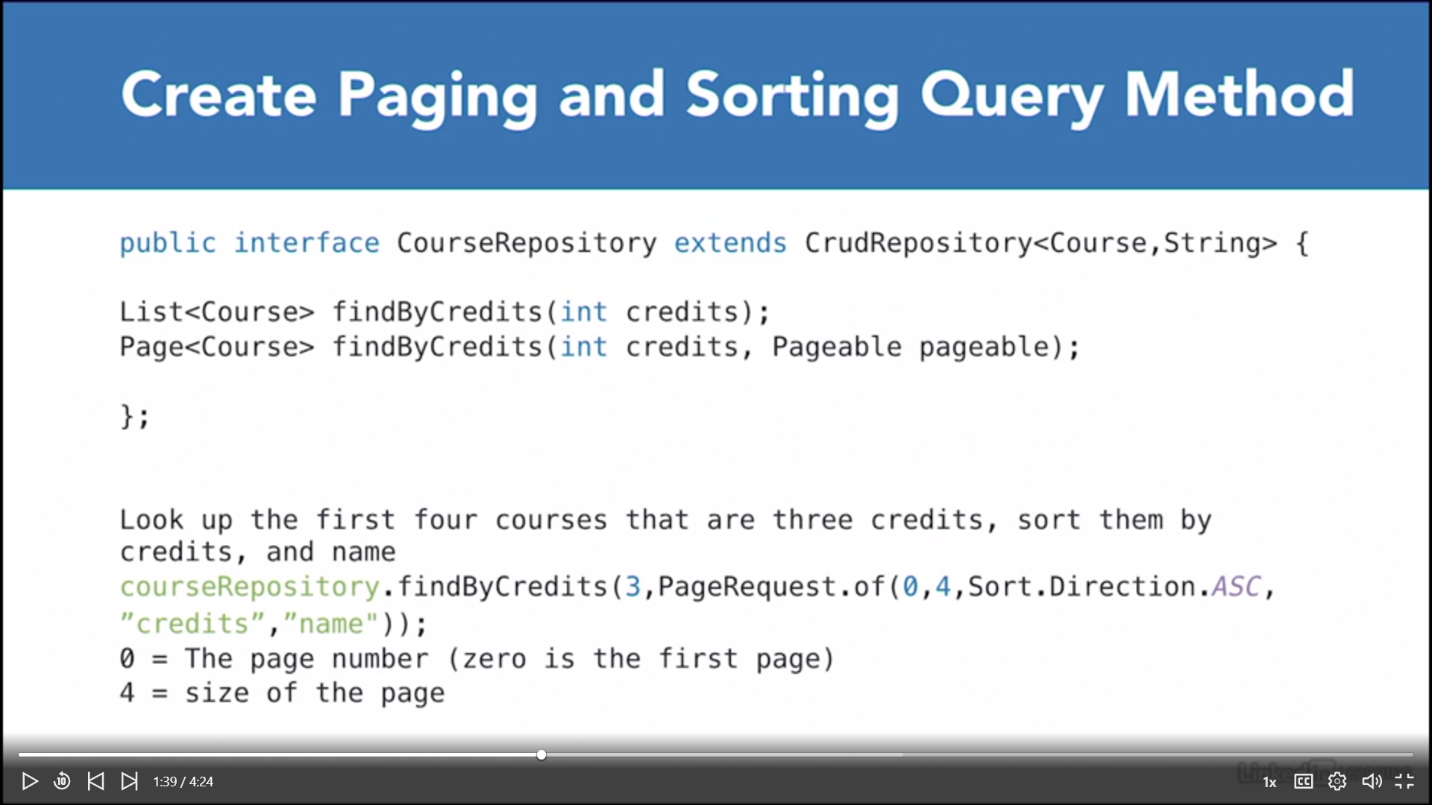 Create Paging and Sorting Query Method
public interface CourseRepository extends CrudRepository<Course,String> {
List<Course> findByCredits(int credits);
Page<Course> findByCredits(int credits, Pageable pageable);
};
Look up the first four courses that are three credits, sort them by
credits, and name
courseRepository.findByCredits(3,PageRequest.of(0,4,Sort.Direction.ASC,
”credits”,”name"));
0 = The page number (zero is the first page)
4 = size of the page
10
1:39 / 4:24
1x
CC